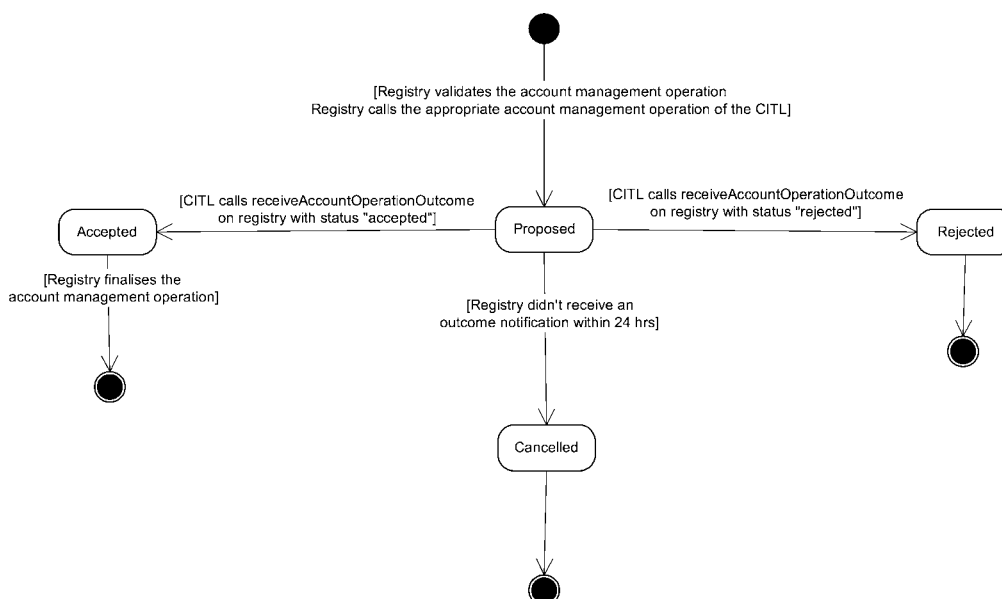 [Registry validates the account management operation
Registry calls the appropriate account management operation of the CITL]
[CITL calls receiveAccountOperationOutcome
on registry with status "accepted"]
[CITL calls receiveAccountOperationOutcome
on registry with status "rejected"]
Accepted
Proposed
Rejected
[Registry finalises the
account management operation]
[Registry didn't receive an
outcome notification within 24 hrs]
Cancelled